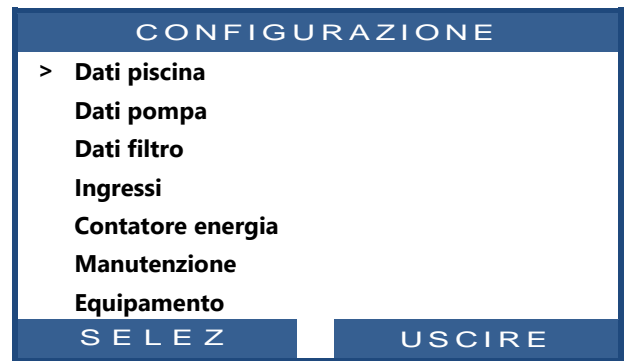 CONFIGURAZIONE
> Dati piscina
Dati pompa
Dati filtro
Ingressi
Contatore energia
Manutenzione
Equipamento
SELEZ USCIRE